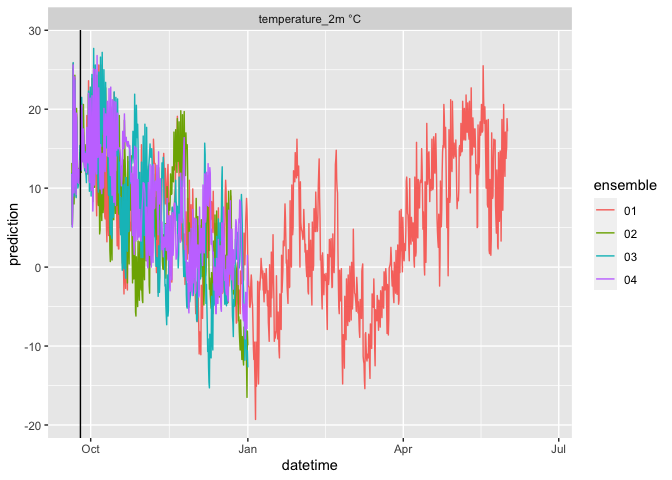 temperature_2m °C
30
20
10
0
-10
-20
prediction
Oct
Jan
Apr
Jul
datetime
ensemble
01
02
03
04